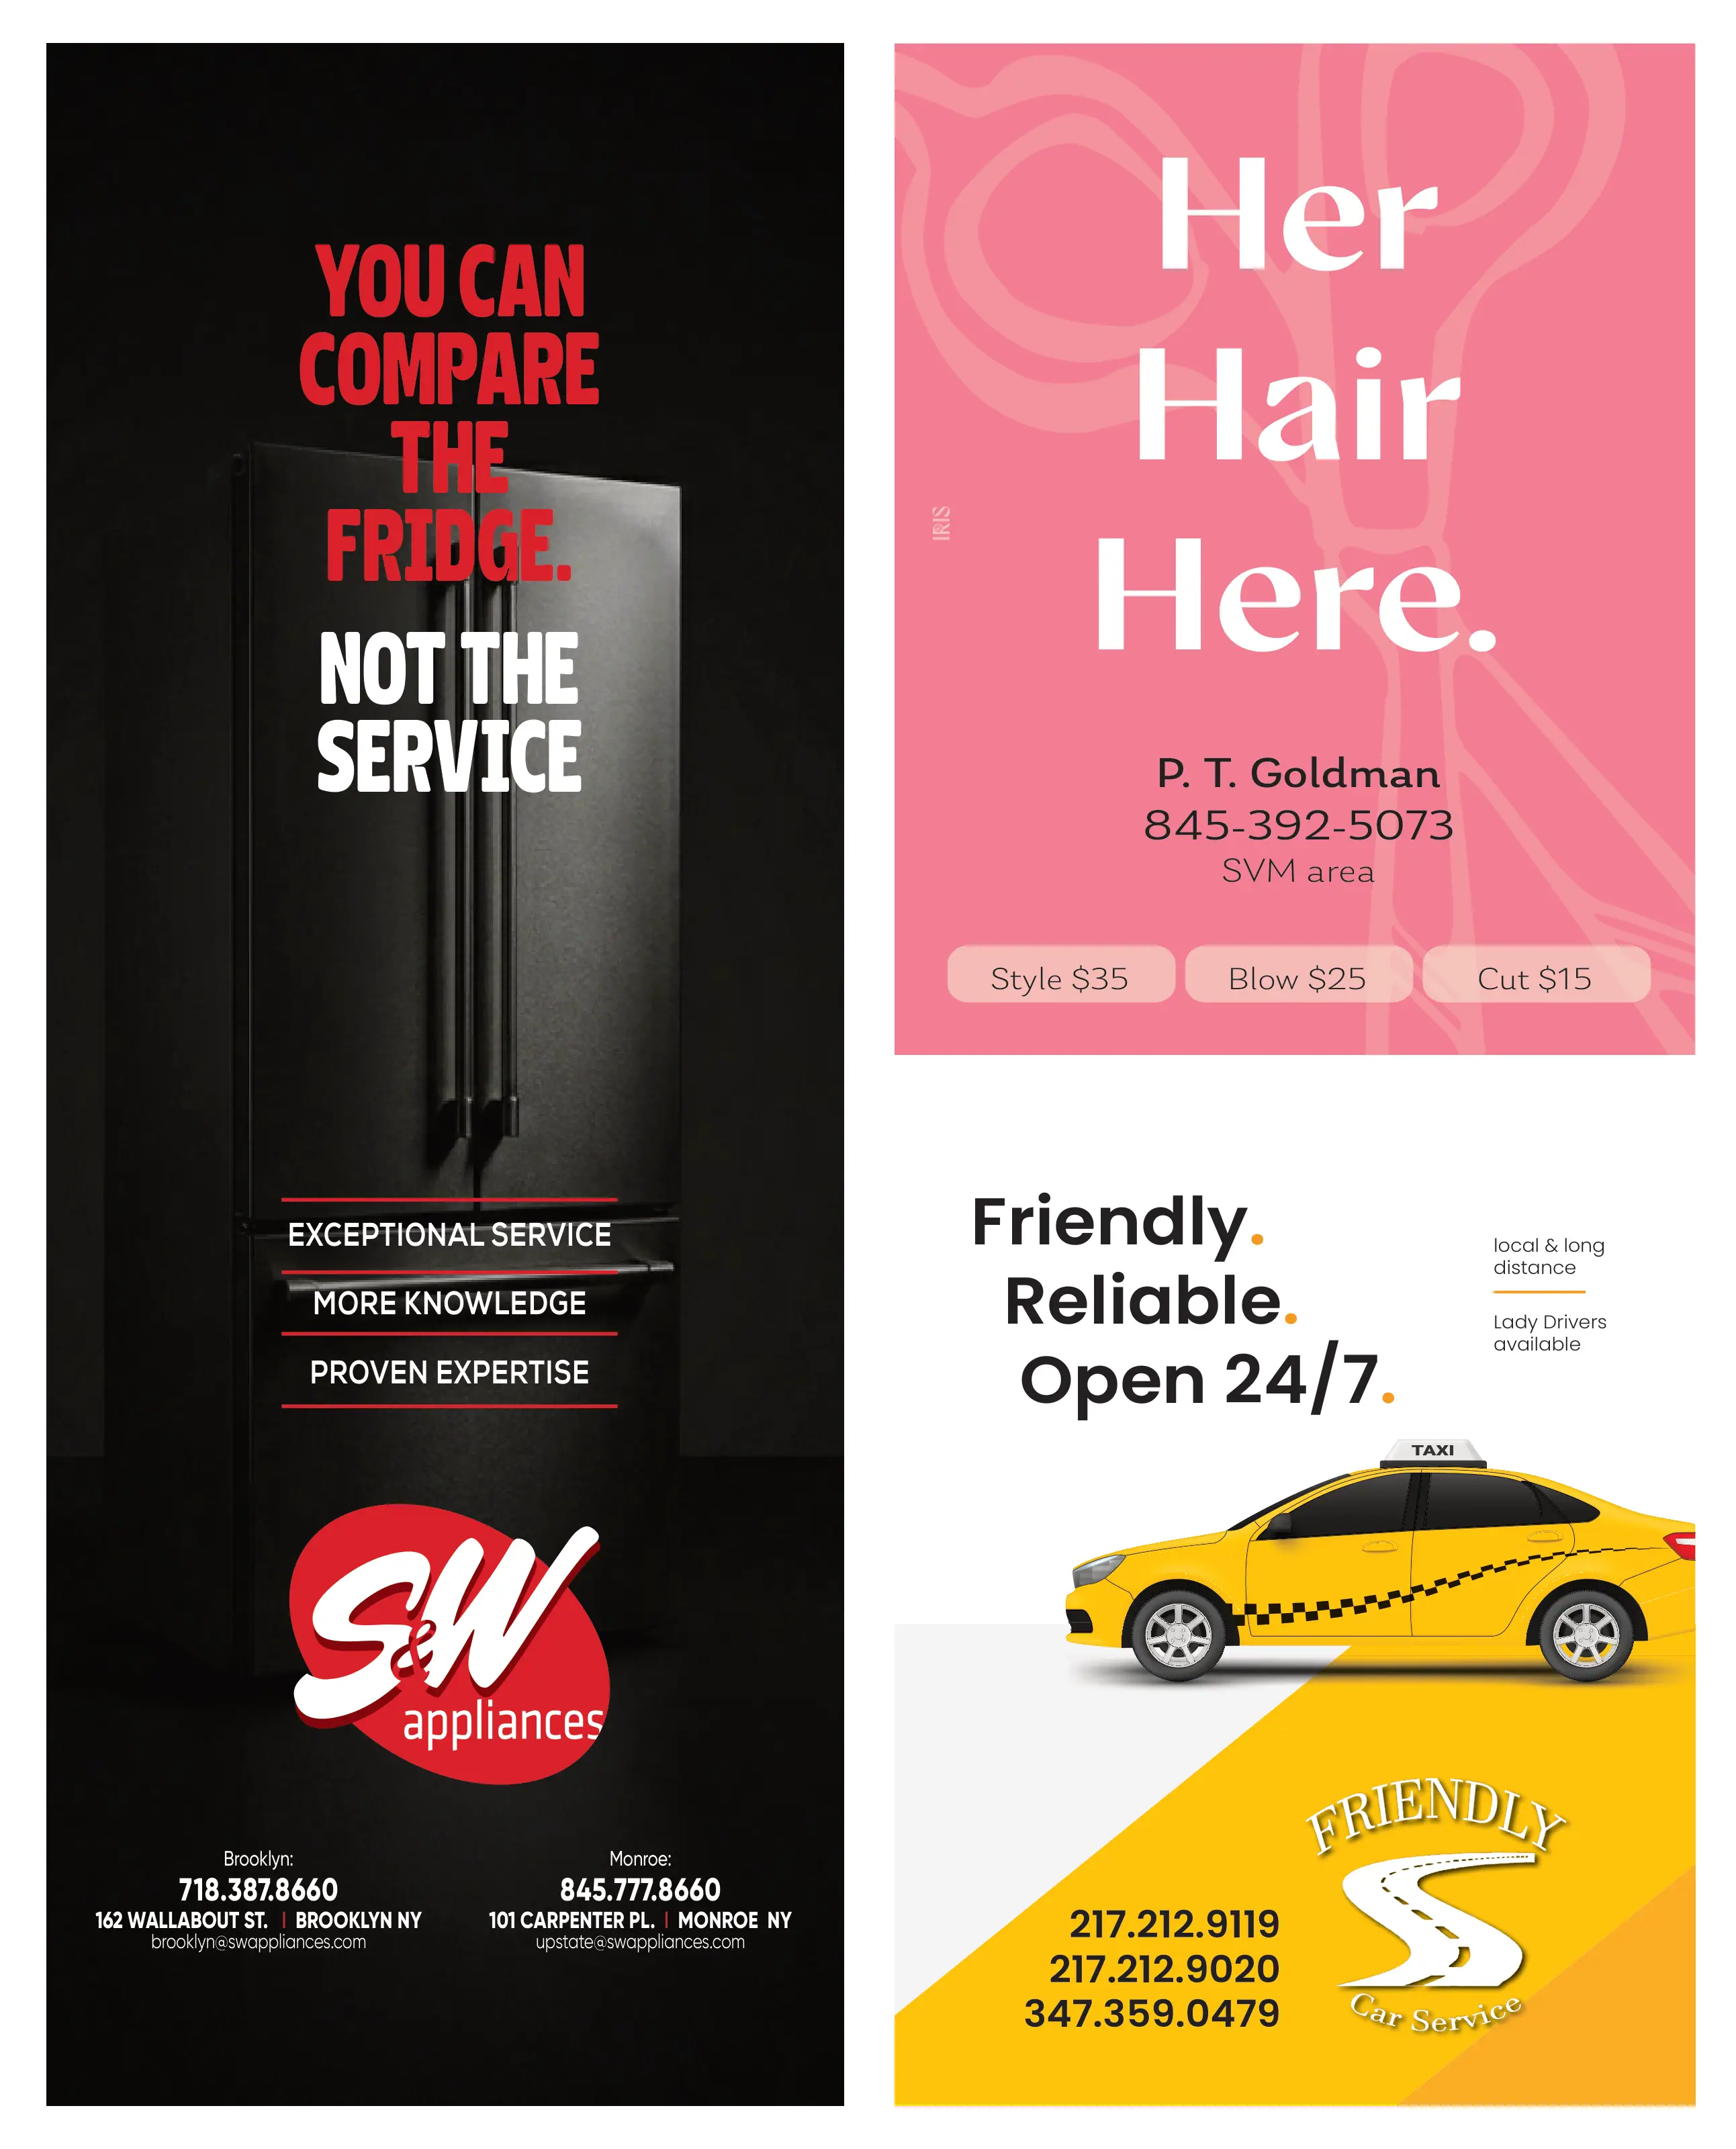 YOU CAN
COMPARE
THE
FRIDGE.
NOT THE
SERVICE
EXCEPTIONAL SERVICE
MORE KNOWLEDGE
PROVEN EXPERTISE
S&W
appliances
Brooklyn:
718.387.8660
162 WALLABOUT ST. | BROOKLYN NY
brooklyn@swappliances.com
Monroe:
845.777.8660
101 CARPENTER PL. | MONROE NY
upstate@swappliances.com
Her
Hair
Here.
IRIS
P. T. Goldman
845-392-5073
SVM area
Style $35
Blow $25
Cut $15
Friendly.
Reliable.
Open 24/7.
local & long
distance
Lady Drivers
available
TAXI
FRIENDLY
Car Service
217.212.9119
217.212.9020
347.359.0479